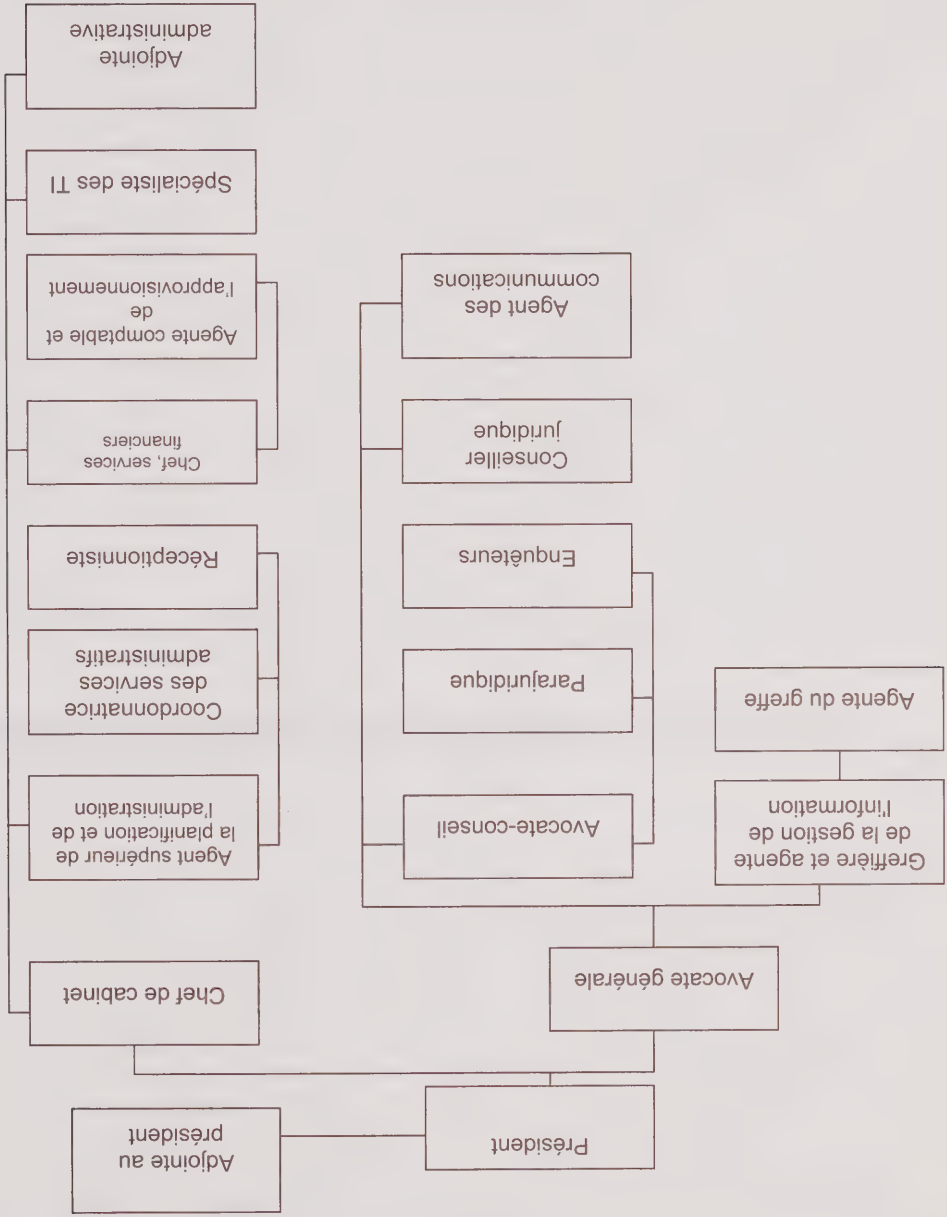 Président
Adjointe au
président
Avocate générale
Chef de cabinet
Greffière et agente
de la gestion de
l'information
Agente du greffe
Avocate-conseil
Parajuridique
Enquêteurs
Conseiller
juridique
Agent des
communications
Agent supérieur de
la planification et de
l'administration
Coordonnatrice
des services
administratifs
Réceptionniste
Chef, services
financiers
Agente comptable et
de
l'approvisionnement
Spécialiste des TI
Adjointe
administrative